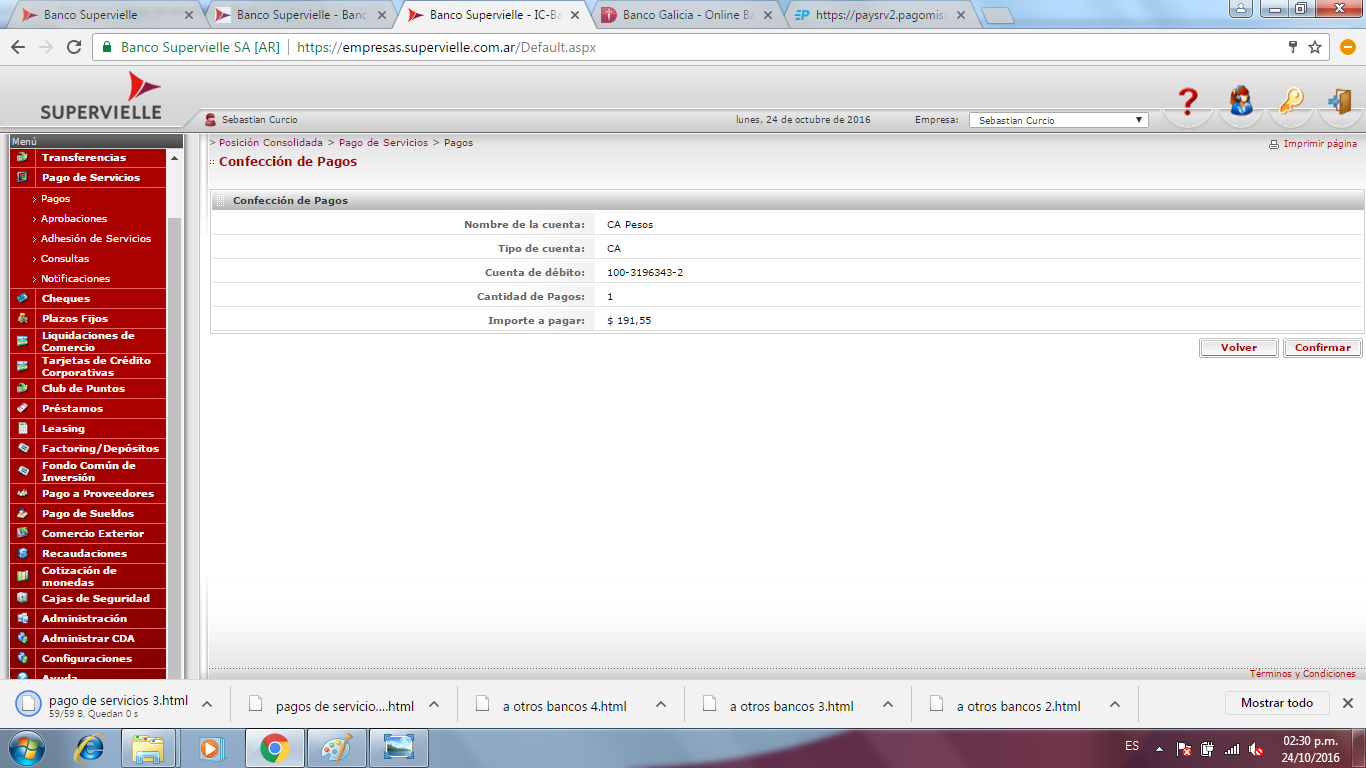 Banco Supervielle
Banco Supervielle - Banc
Banco Supervielle - IC-Ba
Banco Galicia - Online Ba
https://paysrv2.pagomisc
Banco Supervielle SA [AR]
https://empresas.supervielle.com.ar/Default.aspx
SUPERVIELLE
Sebastian Curcio
lunes, 24 de octubre de 2016
Empresa:
Sebastian Curcio
Menú
Transferencias
Pago de Servicios
Pagos
Aprobaciones
Adhesión de Servicios
Consultas
Notificaciones
Cheques
Plazos Fijos
Liquidaciones de
Comercio
Tarjetas de Crédito
Corporativas
Club de Puntos
Préstamos
Leasing
Factoring/Depósitos
Fondo Común de
Inversión
Pago a Proveedores
Pago de Sueldos
Comercio Exterior
Recaudaciones
Cotización de
monedas
Cajas de Seguridad
Administración
Administrar CDA
Configuraciones
Ayuda
> Posición Consolidada > Pago de Servicios > Pagos
Imprimir página
Confección de Pagos
Confección de Pagos
Nombre de la cuenta: CA Pesos
Tipo de cuenta: CA
Cuenta de débito: 100-3196343-2
Cantidad de Pagos: 1
Importe a pagar: $ 191,55
Volver
Confirmar
Términos y Condiciones
pago de servicios 3.html
59/59 B, Quedan 0 s
pagos de servicio....html
a otros bancos 4.html
a otros bancos 3.html
a otros bancos 2.html
Mostrar todo
ES
02:30 p.m.
24/10/2016